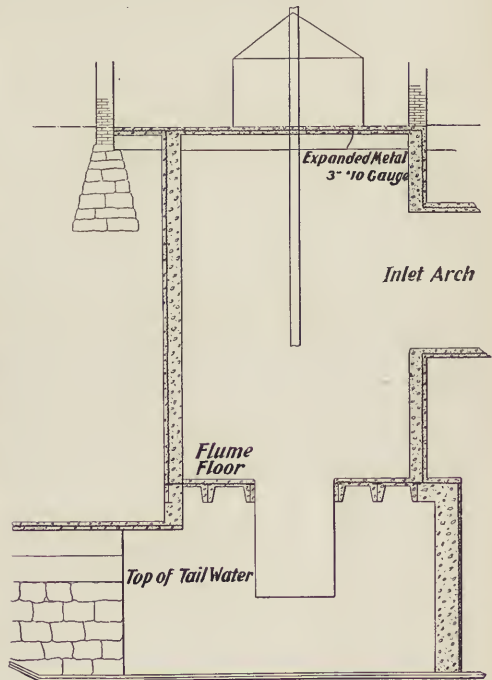 Expanded Metal
3" #10 Gauge
Inlet Arch
Flume
Floor
Top of Tail Water